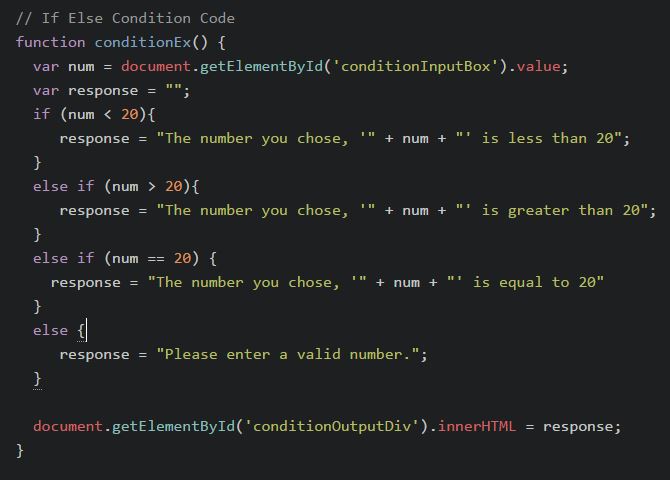 // If Else Condition Code
function conditionEx() {
  var num = document.getElementById('conditionInputBox').value;
  var response = "";
  if (num < 20){
     response = "The number you chose, '" + num + "' is less than 20";
  }
  else if (num > 20){
     response = "The number you chose, '" + num + "' is greater than 20";
  }
  else if (num == 20) {
    response = "The number you chose, '" + num + "' is equal to 20"
  }
  else {
     response = "Please enter a valid number.";
  }

  document.getElementById('conditionOutputDiv').innerHTML = response;
}